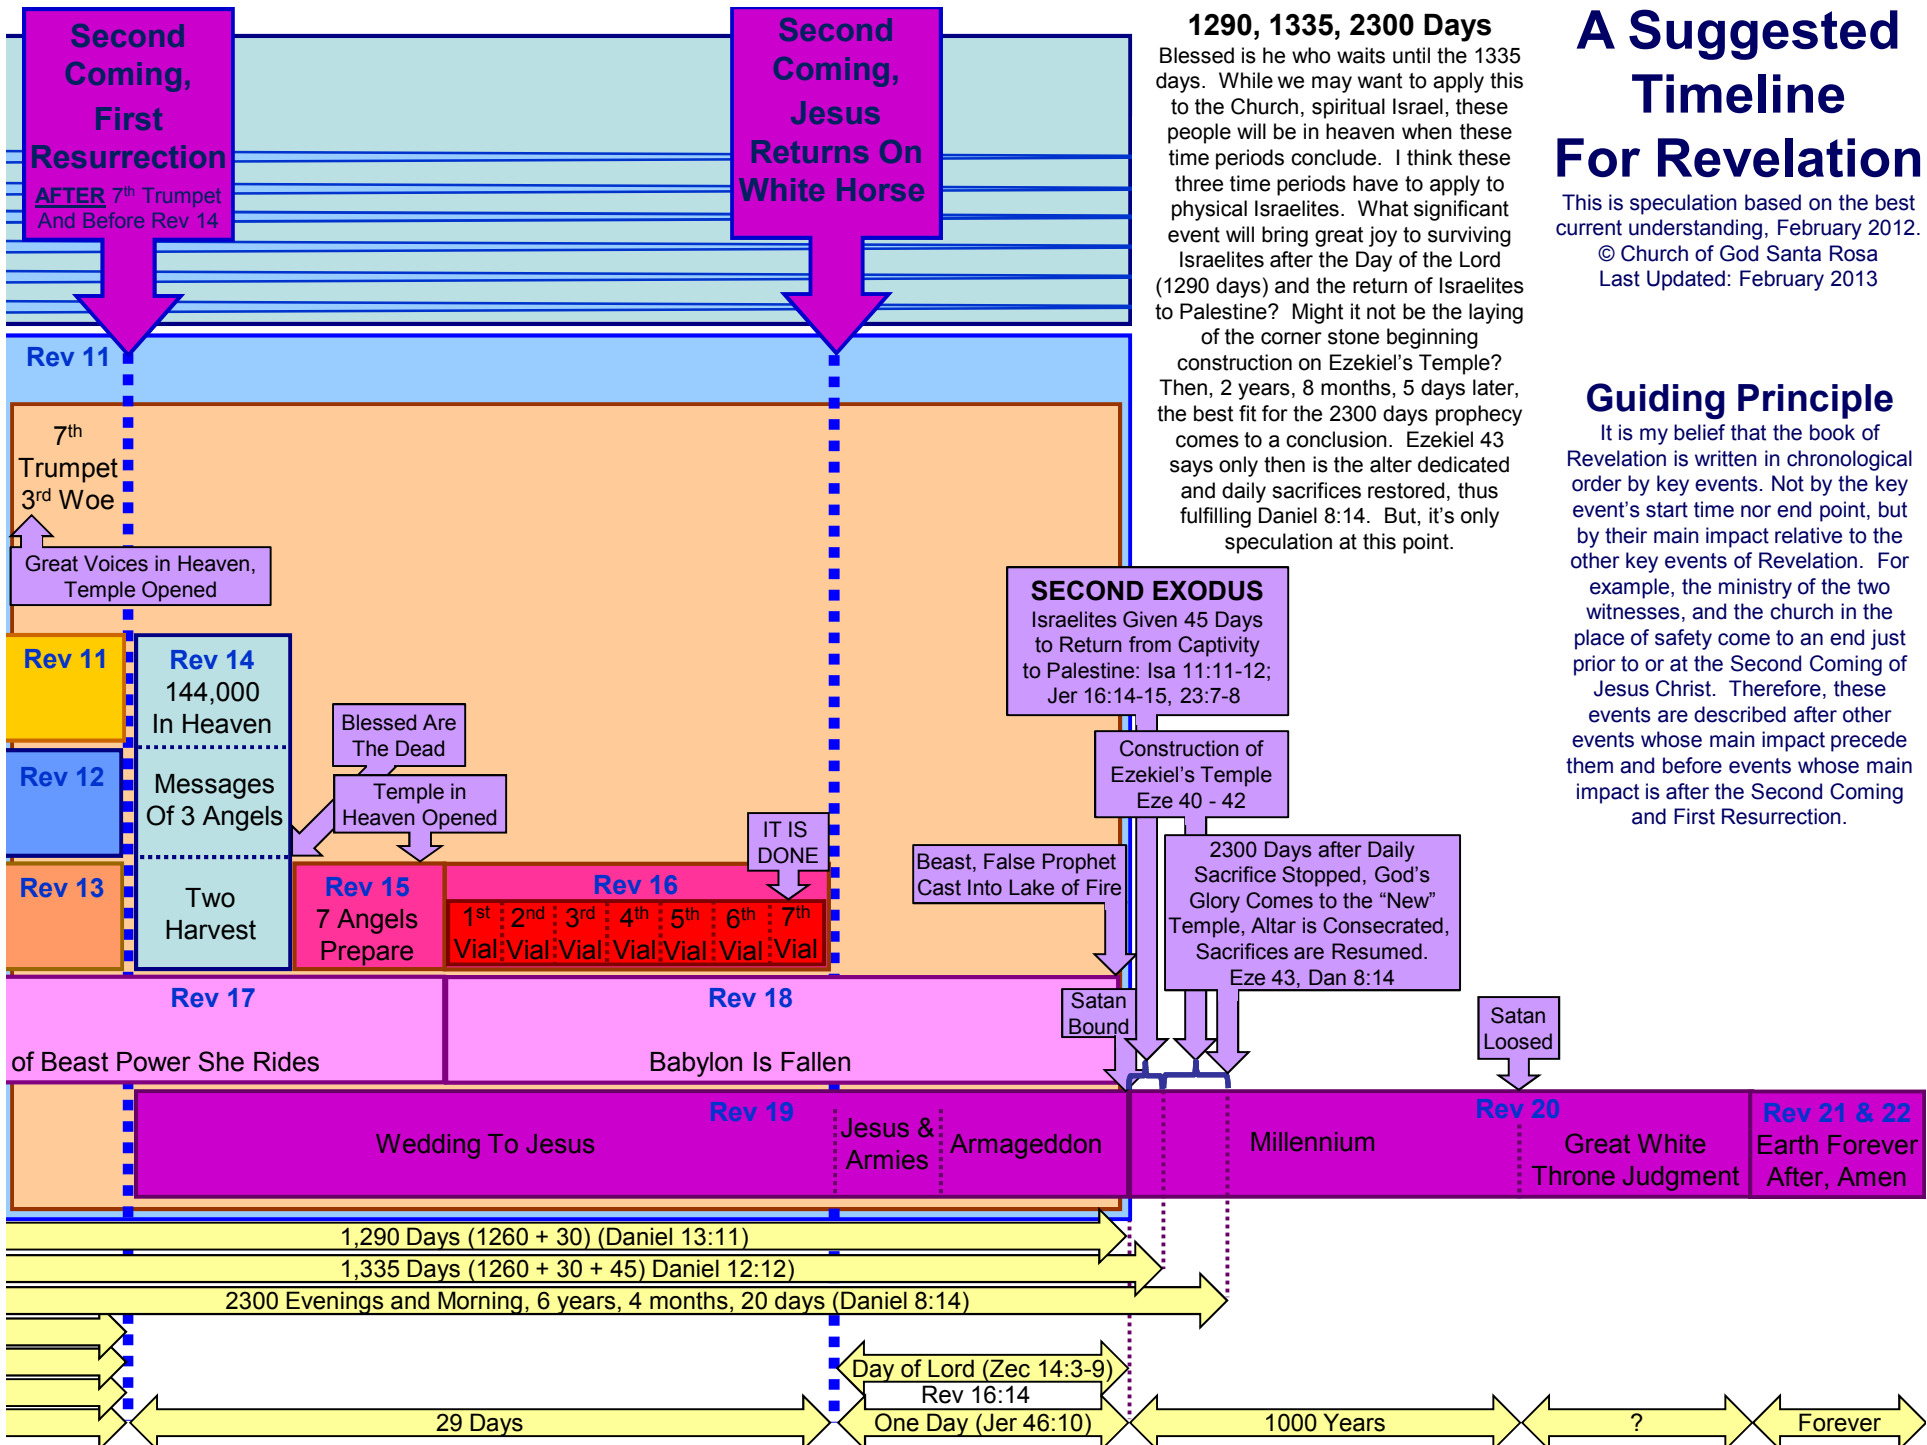 Second
Coming,
First
Resurrection
AFTER 7th Trumpet
And Before Rev 14
Second
Coming,
Jesus
Returns On
White Horse
1290, 1335, 2300 Days
Blessed is he who waits until the 1335
days. While we may want to apply this
to the Church, spiritual Israel, these
people will be in heaven when these
time periods conclude. I think these
three time periods have to apply to
physical Israelites. What significant
event will bring great joy to surviving
Israelites after the Day of the Lord
(1290 days) and the return of Israelites
to Palestine? Might it not be the laying
of the corner stone beginning
construction on Ezekiel's Temple?
Then, 2 years, 8 months, 5 days later,
the best fit for the 2300 days prophecy
comes to a conclusion. Ezekiel 43
says only then is the alter dedicated
and daily sacrifices restored, thus
fulfilling Daniel 8:14. But, it's only
speculation at this point.
A Suggested
Timeline
For Revelation
This is speculation based on the best
current understanding, February 2012.
© Church of God Santa Rosa
Last Updated: February 2013
Guiding Principle
It is my belief that the book of
Revelation is written in chronological
order by key events. Not by the key
event's start time nor end point, but
by their main impact relative to the
other key events of Revelation. For
example, the ministry of the two
witnesses, and the church in the
place of safety come to an end just
prior to or at the Second Coming of
Jesus Christ. Therefore, these
events are described after other
events whose main impact precede
them and before events whose main
impact is after the Second Coming
and First Resurrection.
Rev 11
7th
Trumpet
3rd Woe
Great Voices in Heaven,
Temple Opened
Rev 11
Rev 12
Rev 13
Rev 14
144,000
In Heaven
Messages
Of 3 Angels
Two
Harvest
Blessed Are
The Dead
Temple in
Heaven Opened
Rev 15
7 Angels
Prepare
IT IS
DONE
Rev 16
1st Vial
2nd Vial
3rd Vial
4th Vial
5th Vial
6th Vial
7th Vial
SECOND EXODUS
Israelites Given 45 Days
to Return from Captivity
to Palestine: Isa 11:11-12;
Jer 16:14-15, 23:7-8
Construction of
Ezekiel's Temple
Eze 40 - 42
2300 Days after Daily
Sacrifice Stopped, God's
Glory Comes to the "New"
Temple, Altar is Consecrated,
Sacrifices are Resumed.
Eze 43, Dan 8:14
Beast, False Prophet
Cast Into Lake of Fire
Satan
Bound
Satan
Loosed
Rev 17
of Beast Power She Rides
Rev 18
Babylon Is Fallen
Rev 19
Wedding To Jesus
Jesus &
Armies
Armageddon
Rev 20
Millennium
Great White
Throne Judgment
Rev 21 & 22
Earth Forever
After, Amen
1,290 Days (1260 + 30) (Daniel 13:11)
1,335 Days (1260 + 30 + 45) Daniel 12:12)
2300 Evenings and Morning, 6 years, 4 months, 20 days (Daniel 8:14)
Day of Lord (Zec 14:3-9)
Rev 16:14
29 Days
One Day (Jer 46:10)
1000 Years
?
Forever